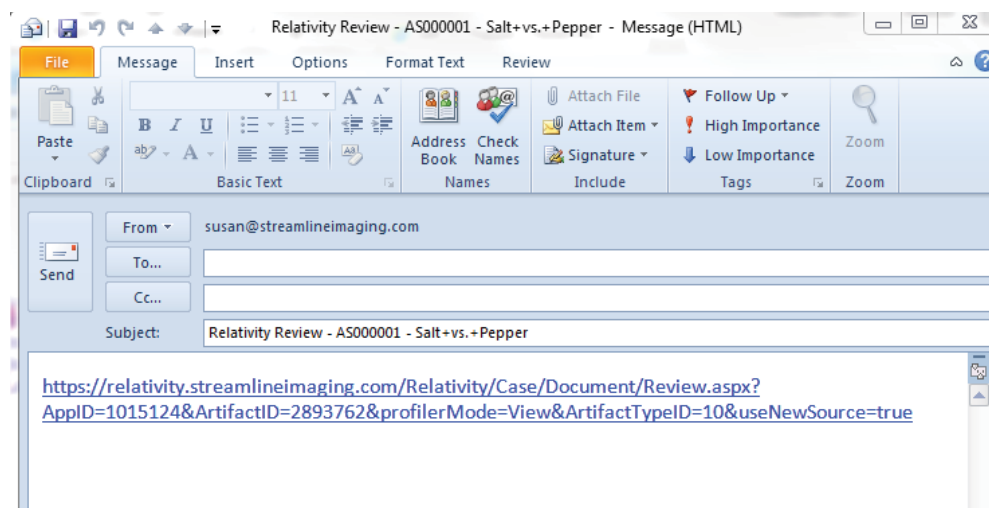 Relativity Review - AS000001 - Salt+vs.+Pepper - Message (HTML)
File Message Insert Options Format Text Review
11 A A Attach File Follow Up
B I U Attach Item High Importance
Paste ab A Address Book Check Names Signature Low Importance Zoom
Clipboard Basic Text Names Include Tags Zoom
From susan@streamlineimaging.com
To...
Send
Cc...
Subject: Relativity Review - AS000001 - Salt+vs.+Pepper
https://relativity.streamlineimaging.com/Relativity/Case/Document/Review.aspx?
AppID=1015124&ArtifactID=2893762&profilerMode=View&ArtifactTypeID=10&useNewSource=true